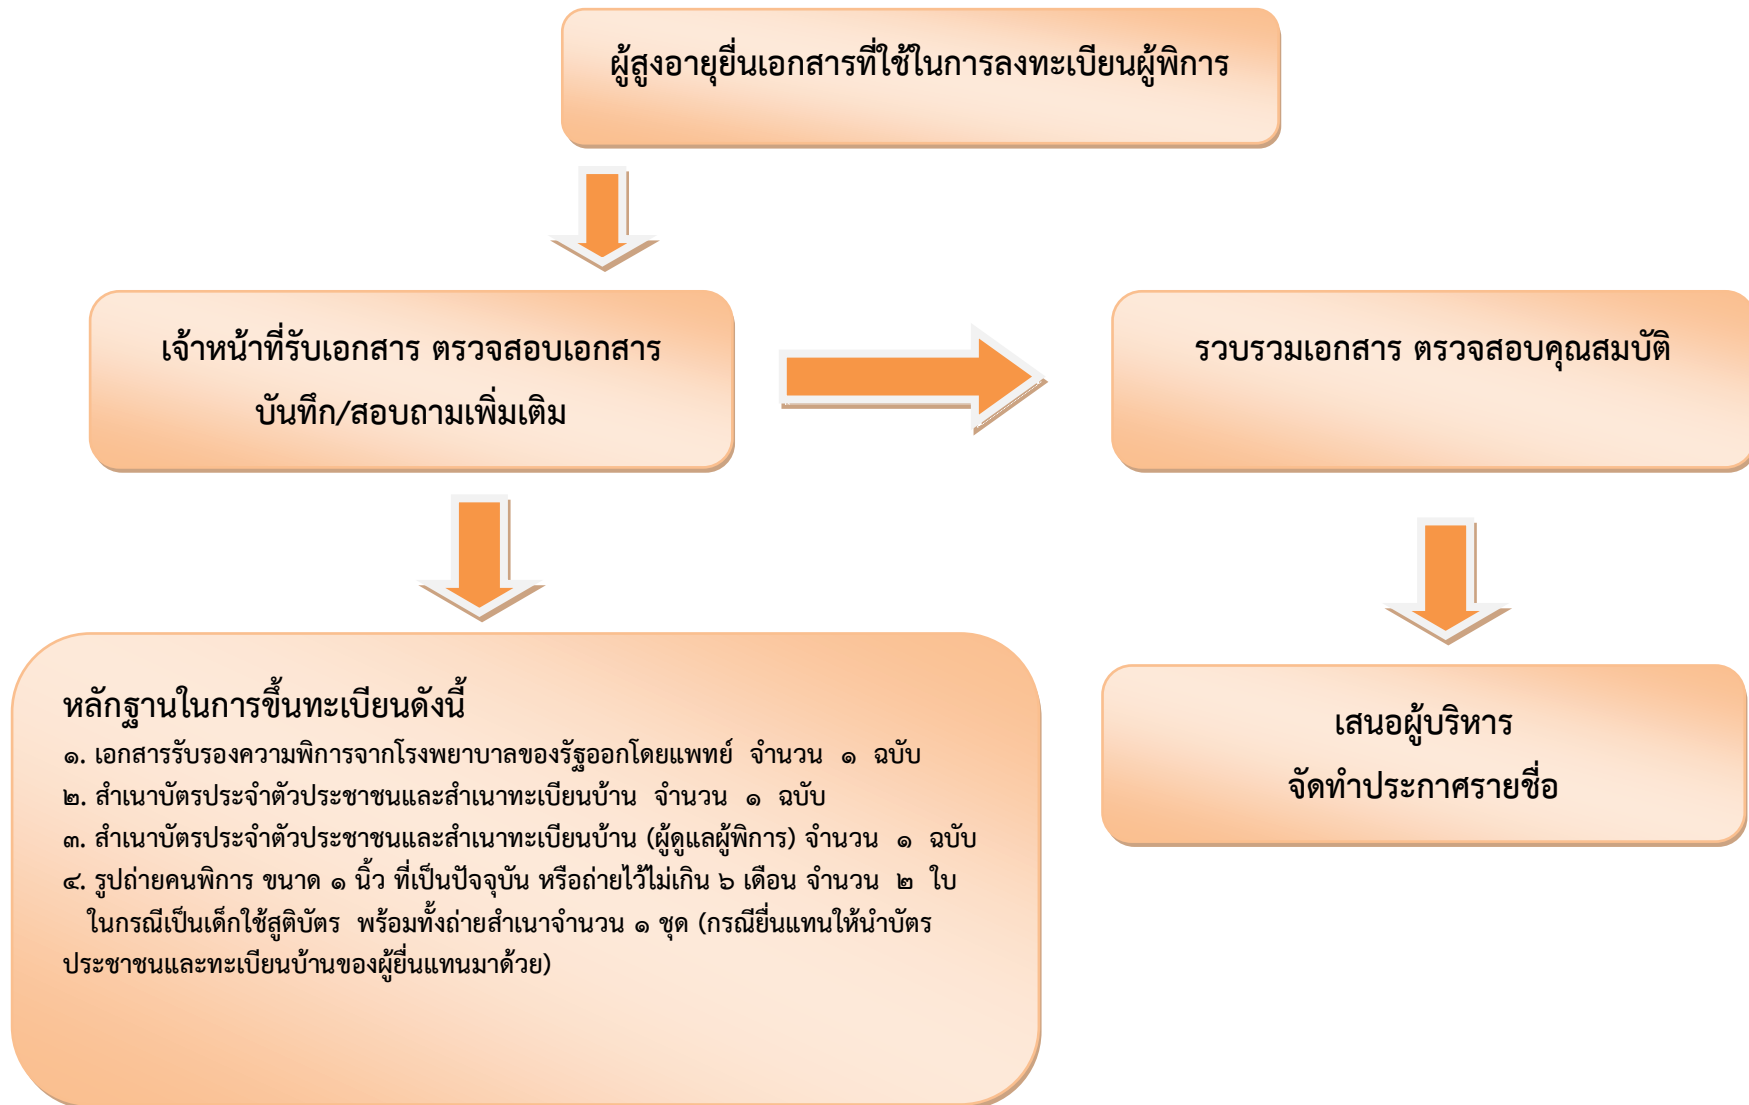 ผู้สูงอายุยื่นเอกสารที่ใช้ในการลงทะเบียนผู้พิการ
เจ้าหน้าที่รับเอกสาร ตรวจสอบเอกสาร
บันทึก/สอบถามเพิ่มเติม
รวบรวมเอกสาร ตรวจสอบคุณสมบัติ
หลักฐานในการขึ้นทะเบียนดังนี้
๑. เอกสารรับรองความพิการจากโรงพยาบาลของรัฐออกโดยแพทย์ จำนวน ๑ ฉบับ
๒. สำเนาบัตรประจำตัวประชาชนและสำเนาทะเบียนบ้าน จำนวน ๑ ฉบับ
๓. สำเนาบัตรประจำตัวประชาชนและสำเนาทะเบียนบ้าน (ผู้ดูแลผู้พิการ) จำนวน ๑ ฉบับ
๔. รูปถ่ายคนพิการ ขนาด ๑ นิ้ว ที่เป็นปัจจุบัน หรือถ่ายไว้ไม่เกิน ๖ เดือน จำนวน ๒ ใบ
ในกรณีเป็นเด็กใช้สูติบัตร พร้อมทั้งถ่ายสำเนาจำนวน ๑ ชุด (กรณียื่นแทนให้นำบัตร
ประชาชนและทะเบียนบ้านของผู้ยื่นแทนมาด้วย)
เสนอผู้บริหาร
จัดทำประกาศรายชื่อ